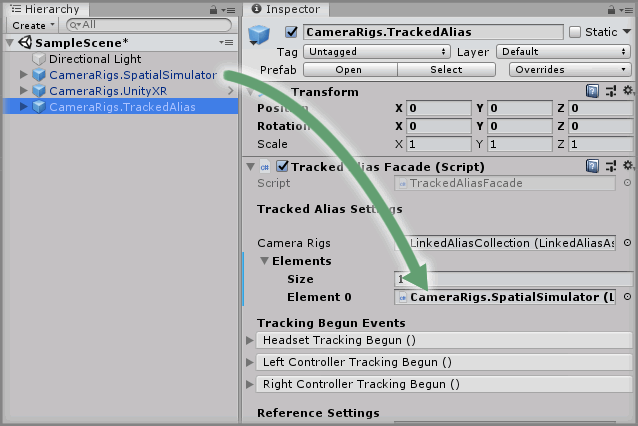 Hierarchy
Create
All
SampleScene*
Directional Light
CameraRigs.SpatialSimulator
CameraRigs.UnityXR
CameraRigs.TrackedAlias
Inspector
CameraRigs.TrackedAlias
Static
Tag Untagged Layer Default
Prefab Open Select Overrides
Transform
Position X 0 Y 0 Z 0
Rotation X 0 Y 0 Z 0
Scale X 1 Y 1 Z 1
Tracked Alias Facade (Script)
Script TrackedAliasFacade
Tracked Alias Settings
Camera Rigs LinkedAliasCollection (LinkedAliasAs
Elements
Size 1
Element 0 CameraRigs.SpatialSimulator (L
Tracking Begun Events
Headset Tracking Begun ()
Left Controller Tracking Begun ()
Right Controller Tracking Begun ()
Reference Settings